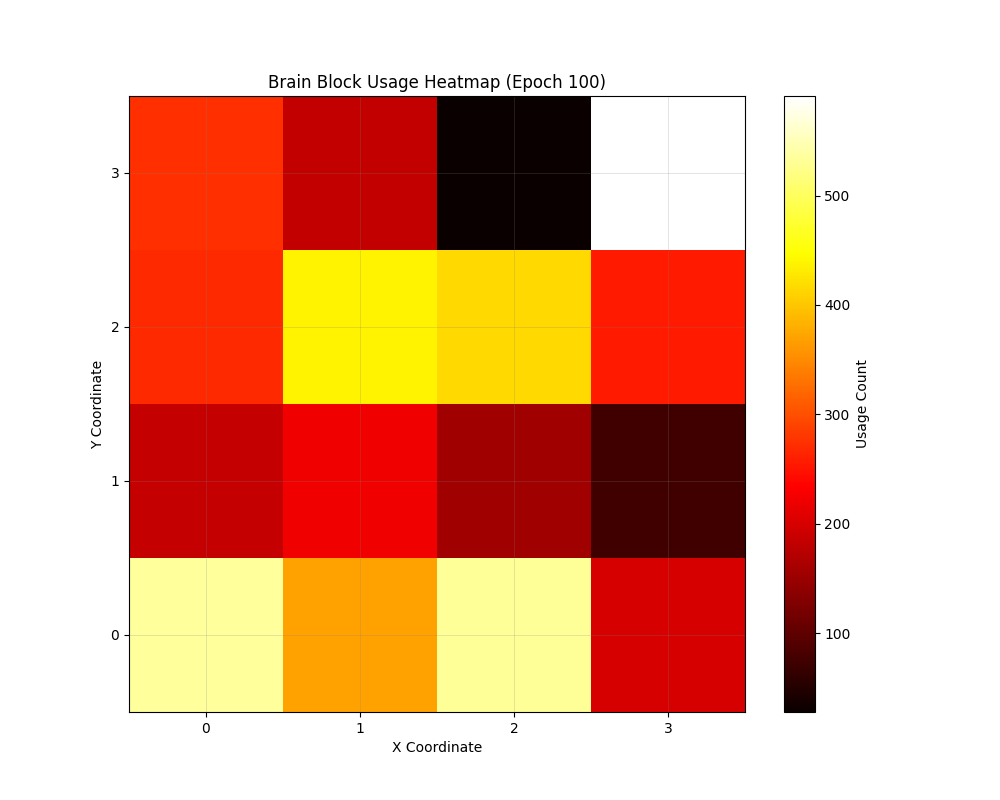 Brain Block Usage Heatmap (Epoch 100)
3
2
1
0
Y Coordinate
0 1 2 3
X Coordinate
500
400
300
200
100
Usage Count